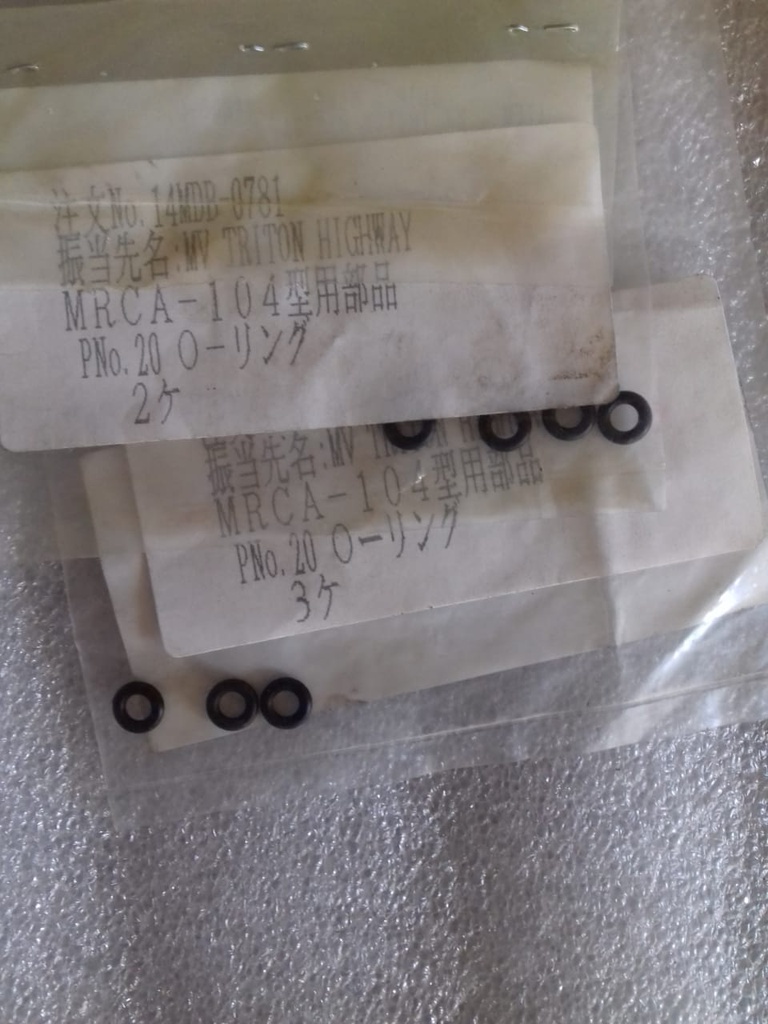 注文No.14MDB-0781
振当先名:MV TRITON HIGHWAY
MRCA-104型用部品
PNo.20 O-リング
2ケ
振当先名:MV TRITON
MRCA-104型用部品
PNo.20 O-リング
3ケ